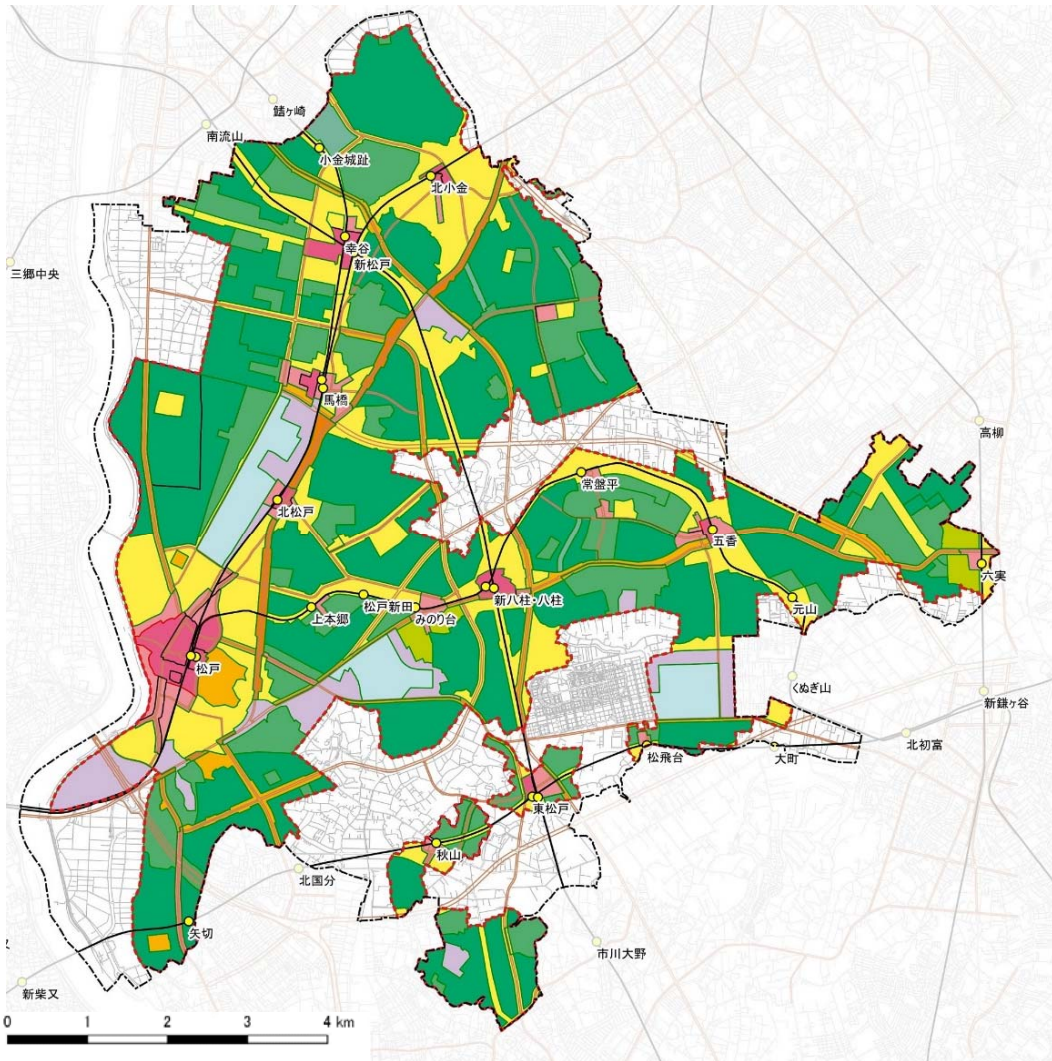 鰭ヶ崎
南流山
小金城趾
北小金
幸谷
新松戸
三郷中央
馬橋
高柳
常盤平
北松戸
五香
六実
新八柱・八柱
松戸新田
みのり台
上本郷
元山
松戸
くぬぎ山
新鎌ヶ谷
北初富
松飛台
大町
東松戸
秋山
北国分
矢切
市川大野
新柴又
0 1 2 3 4 km